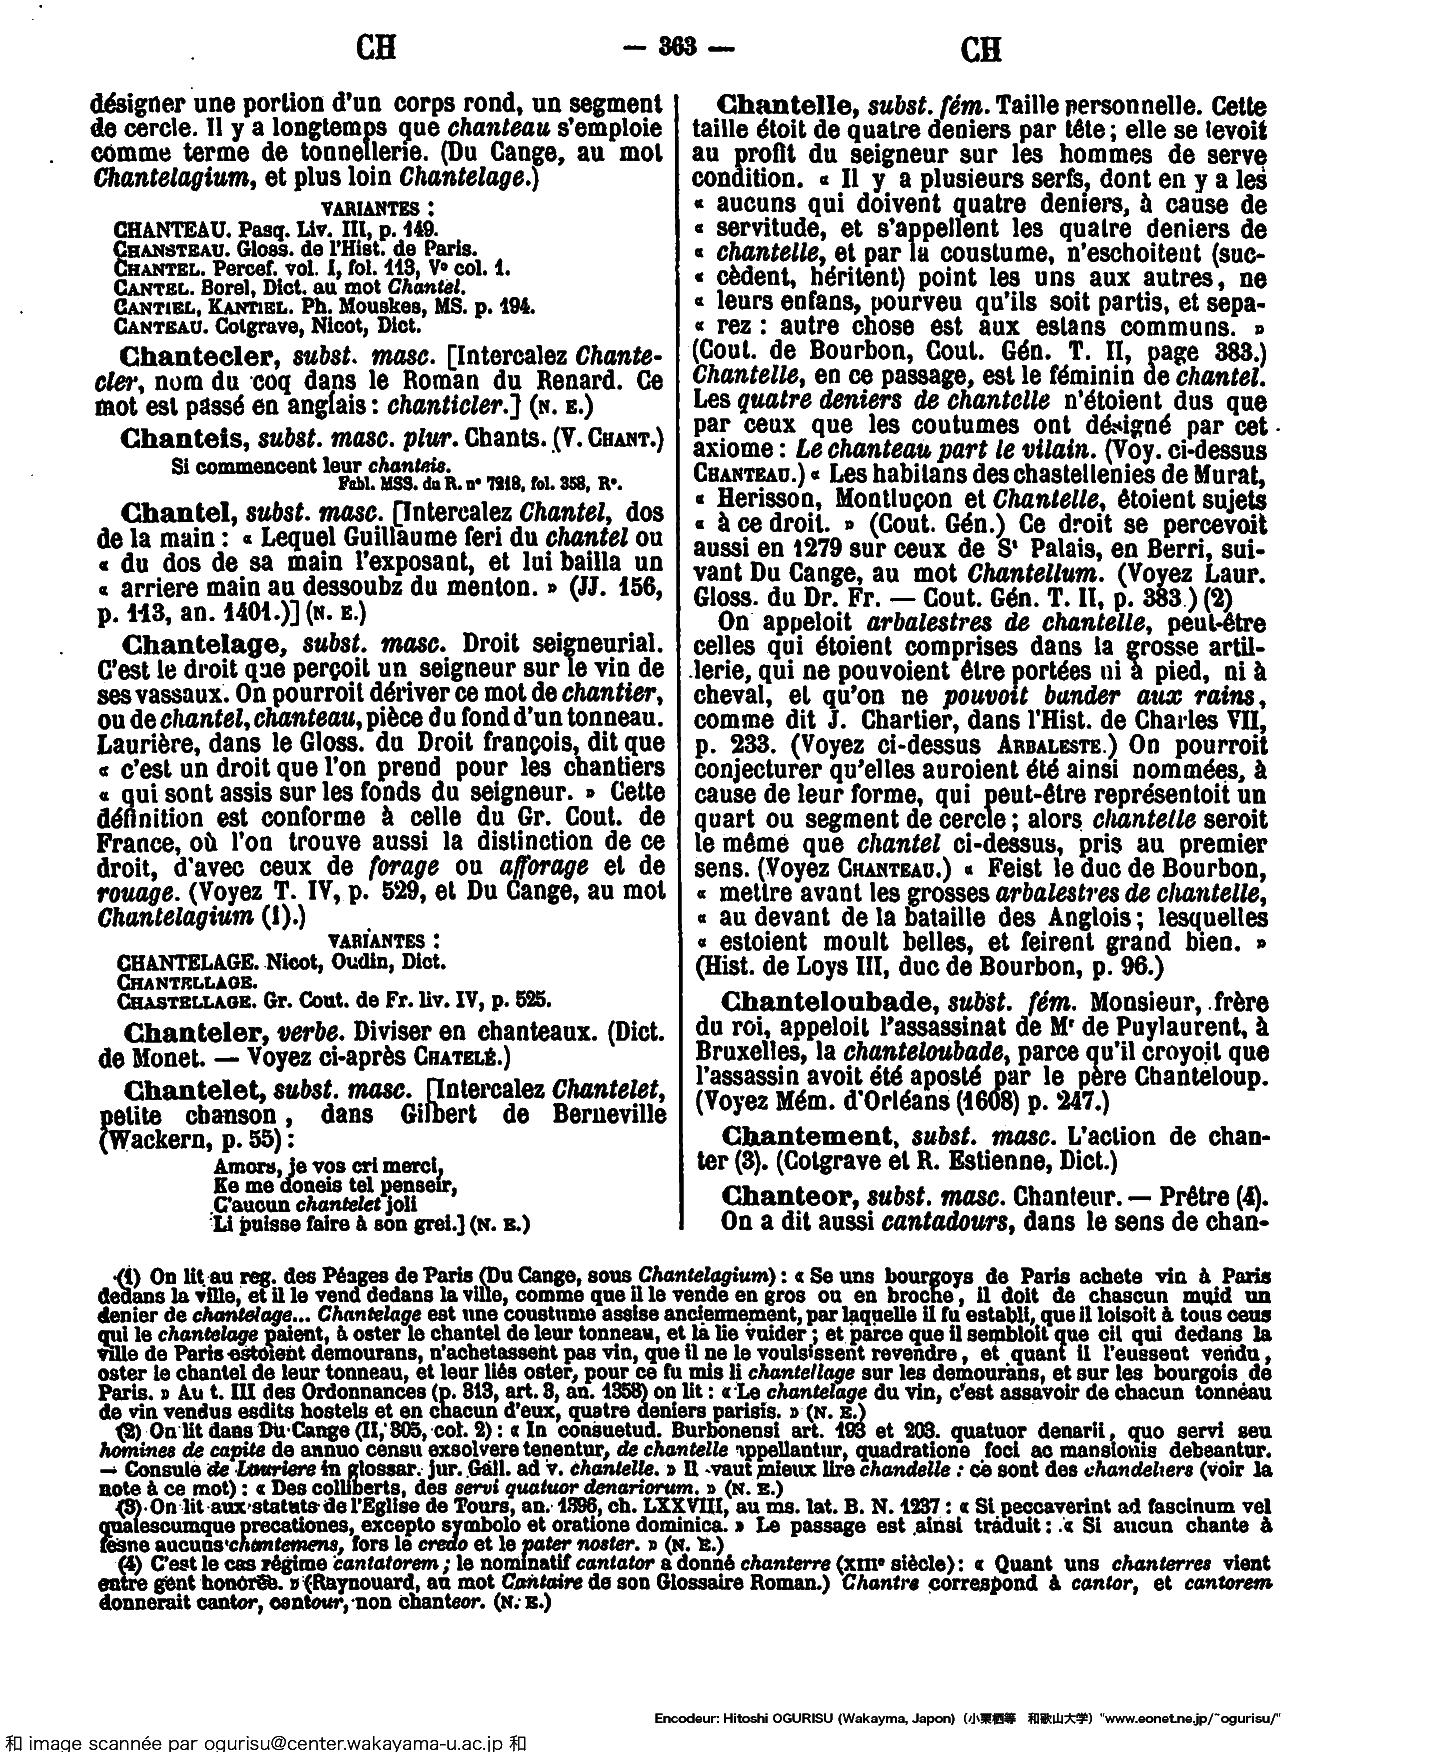 CH
— 363 —
CH
désigner une portion d'un corps rond, un segment
de cercle. Il y a longtemps que chanteau s'emploie
comme terme de tonnellerie. (Du Cange, au mot
Chantelagium, et plus loin Chantelage.)
VARIANTES :
CHANTEAU. Pasq. Liv. III, p. 149.
CHANSTEAU. Gloss. de l'Hist. de Paris.
CHANTEL. Percef. vol. I, fol. 113, Vº col. 1.
CANTEL. Borel, Dict. au mot Chantel.
CANTIEL, KANTIEL. Ph. Mouskes, MS. p. 194.
CANTEAU. Cotgrave, Nicot, Dict.
Chantecler, subst. masc. [Intercalez Chante-
cler, nom du coq dans le Roman du Renard. Ce
mot est passé en anglais : chanticler.] (N. E.)
Chanteis, subst. masc. plur. Chants. (V. CHANT.)
Si commencent leur chanteis.
Fabl. MSS. du R. nº 7218, fol. 358, Rº.
Chantel, subst. masc. [Intercalez Chantel, dos
de la main : « Lequel Guillaume feri du chantel ou
« du dos de sa main l'exposant, et lui bailla un
« arriere main au dessoubz du menton. » (JJ. 156,
p. 113, an. 1401.)] (N. E.)
Chantelage, subst. masc. Droit seigneurial.
C'est le droit que perçoit un seigneur sur le vin de
ses vassaux. On pourroit dériver ce mot de chantier,
ou de chantel, chanteau, pièce du fond d'un tonneau.
Laurière, dans le Gloss. du Droit françois, dit que
« c'est un droit que l'on prend pour les chantiers
« qui sont assis sur les fonds du seigneur. » Cette
définition est conforme à celle du Gr. Cout. de
France, où l'on trouve aussi la distinction de ce
droit, d'avec ceux de forage ou afforage et de
rouage. (Voyez T. IV, p. 529, et Du Cange, au mot
Chantelagium (1).)
VARIANTES :
CHANTELAGE. Nicot, Oudin, Dict.
CHANTELLAGE.
CHASTELLAGE. Gr. Cout. de Fr. liv. IV, p. 525.
Chanteler, verbe. Diviser en chanteaux. (Dict.
de Monet. — Voyez ci-après CHATELÉ.)
Chantelet, subst. masc. [Intercalez Chantelet,
petite chanson, dans Gilbert de Berneville
(Wackern, p. 55) :
Amors, je vos cri merci,
Ke me doneis tel penseir,
C'aucun chantelet joli
Li puisse faire à son grei.] (N. E.)
Chantelle, subst. fém. Taille personnelle. Cette
taille étoit de quatre deniers par tête ; elle se levoit
au profit du seigneur sur les hommes de serve
condition. « Il y a plusieurs serfs, dont en y a les
« aucuns qui doivent quatre deniers, à cause de
« servitude, et s'appellent les quatre deniers de
« chantelle, et par la coustume, n'eschoitent (suc-
« cèdent, héritent) point les uns aux autres, ne
« leurs enfans, pourveu qu'ils soit partis, et sepa-
« rez : autre chose est aux estans communs. »
(Cout. de Bourbon, Cout. Gén. T. II, page 383.)
Chantelle, en ce passage, est le féminin de chantel.
Les quatre deniers de chantelle n'étoient dus que
par ceux que les coutumes ont désigné par cet
axiome : Le chanteau part le vilain. (Voy. ci-dessus
CHANTEAU.) « Les habitans des chastellenies de Murat,
« Herisson, Montluçon et Chantelle, étoient sujets
« à ce droit. » (Cout. Gén.) Ce droit se percevoit
aussi en 1279 sur ceux de St Palais, en Berri, sui-
vant Du Cange, au mot Chantellum. (Voyez Laur.
Gloss. du Dr. Fr. — Cout. Gén. T. II, p. 383.) (2)
On appeloit arbalestres de chantelle, peut-être
celles qui étoient comprises dans la grosse artil-
lerie, qui ne pouvoient être portées ni à pied, ni à
cheval, et qu'on ne pouvoit bander aux rains,
comme dit J. Chartier, dans l'Hist. de Charles VII,
p. 233. (Voyez ci-dessus ARBALESTE.) On pourroit
conjecturer qu'elles auroient été ainsi nommées, à
cause de leur forme, qui peut-être représentoit un
quart ou segment de cercle ; alors chantelle seroit
le même que chantel ci-dessus, pris au premier
sens. (Voyez CHANTEAU.) « Feist le duc de Bourbon,
« mettre avant les grosses arbalestres de chantelle,
« au devant de la bataille des Anglois ; lesquelles
« estoient moult belles, et feirent grand bien. »
(Hist. de Loys III, duc de Bourbon, p. 96.)
Chanteloubade, subst. fém. Monsieur, frère
du roi, appeloit l'assassinat de Mr de Puylaurent, à
Bruxelles, la chanteloubade, parce qu'il croyoit que
l'assassin avoit été aposté par le père Chanteloup.
(Voyez Mém. d'Orléans (1608) p. 247.)
Chantement, subst. masc. L'action de chan-
ter (3). (Cotgrave et R. Estienne, Dict.)
Chanteor, subst. masc. Chanteur. — Prêtre (4).
On a dit aussi cantadours, dans le sens de chan-
(1) On lit au reg. des Péages de Paris (Du Cange, sous Chantelagium) : « Se uns bourgoys de Paris achete vin à Paris
dedans la ville, et il le vend dedans la ville, comme que il le vende en gros ou en broche, il doit de chascun muid un
denier de chantelage... Chantelage est une coustume assise anciennement, par laquelle il fu establi, que il loisoit à tous ceus
qui le chantelage paient, à oster le chantel de leur tonneau, et la lie vuider ; et parce que il sembloit que cil qui dedans la
ville de Paris estoient demourans, n'achetassent pas vin, que il ne le voulsissent revendre, et quant il l'eussent vendu,
oster le chantel de leur tonneau, et leur liés oster, pour ce fu mis li chantellage sur les demourans, et sur les bourgois de
Paris. » Au t. III des Ordonnances (p. 313, art. 3, an. 1358) on lit : « Le chantelage du vin, c'est assavoir de chacun tonneau
de vin vendus esdits hostels et en chacun d'eux, quatre deniers parisis. » (N. E.)
(2) On lit dans Du Cange (II, 305, col. 2) : « In consuetud. Burbonensi art. 193 et 203. quatuor denarii, quo servi seu
homines de capite de annuo censu exsolvere tenentur, de chantelle appellantur, quadratione foci ac mansionis debeantur.
— Consule de Lauriere in glossar. jur. Gall. ad v. chantelle. » Il vaut mieux lire chandelle : ce sont des chandeliers (voir la
note à ce mot) : « Des colliberts, des servi quatuor denariorum. » (N. E.)
(3) On lit aux statuts de l'Eglise de Tours, an. 1396, ch. LXXVIII, au ms. lat. B. N. 1237 : « Si peccaverint ad fascinum vel
qualescumque precationes, excepto symbolo et oratione dominica. » Le passage est ainsi traduit : « Si aucun chante à
fesne aucuns chantemens, fors le credo et le pater noster. » (N. E.)
(4) C'est le cas régime cantatorem ; le nominatif cantator a donné chanterre (XIIIe siècle) : « Quant uns chanterres vient
entre gent honorée. » (Raynouard, au mot Cantaire de son Glossaire Roman.) Chantre correspond à cantor, et cantorem
donnerait cantor, centour, non chanteor. (N. E.)
Encodeur: Hitoshi OGURISU (Wakayma, Japon) (小栗栖等 和歌山大学) "www.eonet.ne.jp/~ogurisu/"
和 image scannée par ogurisu@center.wakayama-u.ac.jp 和